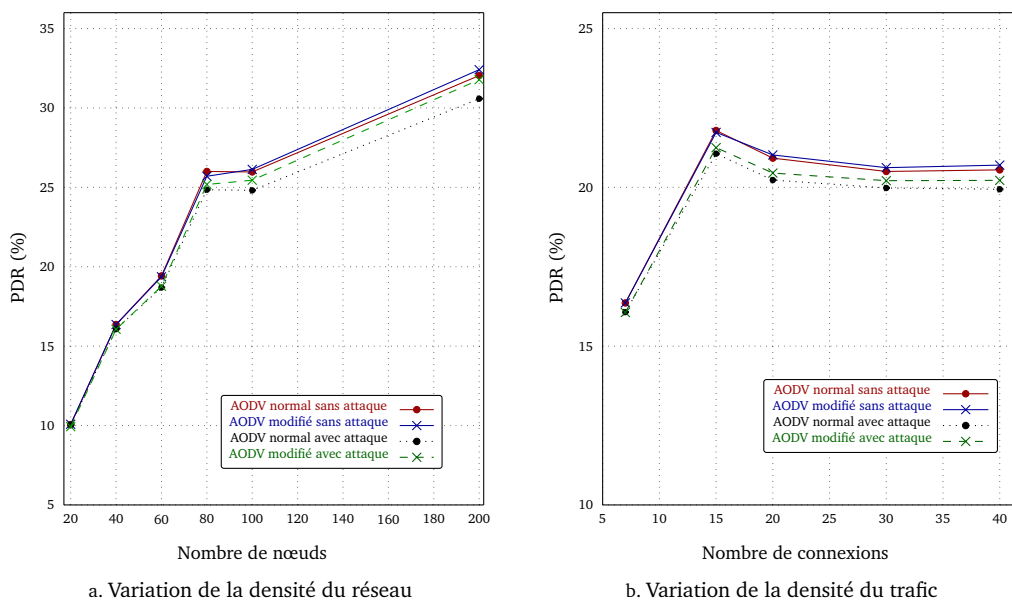 35
30
25
20
15
10
5
PDR (%)
20 40 60 80 100 120 140 160 180 200
Nombre de nœuds
AODV normal sans attaque
AODV modifié sans attaque
AODV normal avec attaque
AODV modifié avec attaque
a. Variation de la densité du réseau
25
20
15
10
PDR (%)
5 10 15 20 25 30 35 40
Nombre de connexions
AODV normal sans attaque
AODV modifié sans attaque
AODV normal avec attaque
AODV modifié avec attaque
b. Variation de la densité du trafic